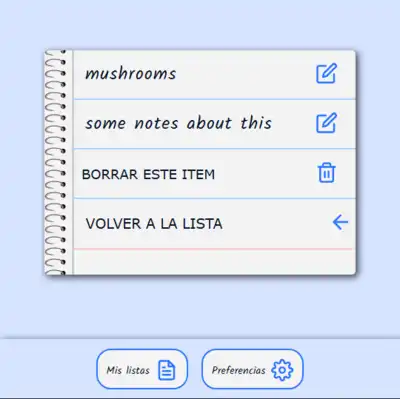 mushrooms
some notes about this
BORRAR ESTE ITEM
VOLVER A LA LISTA
Mis listas
Preferencias